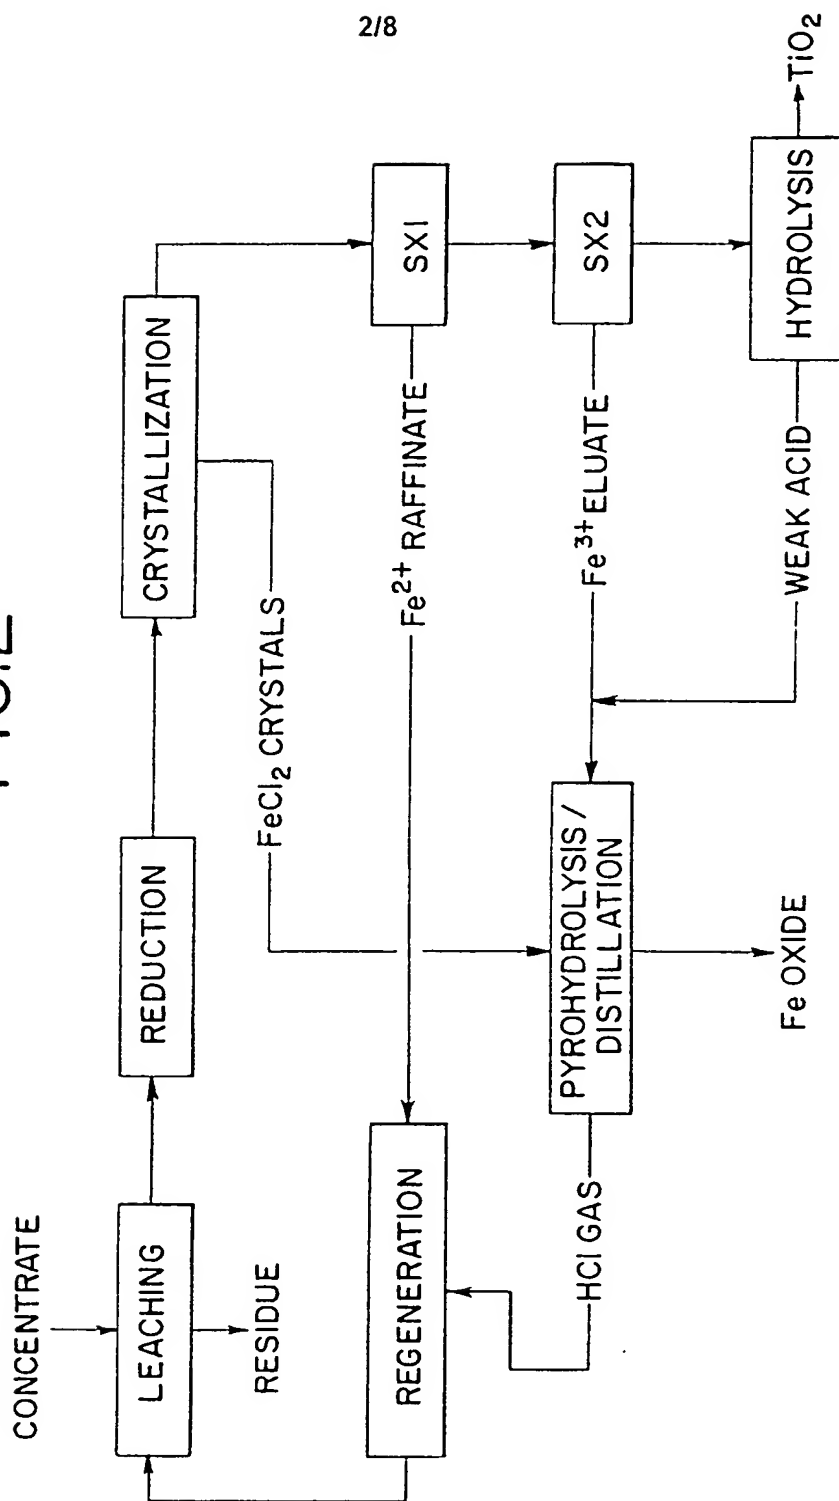 2/8
CONCENTRATE
LEACHING
RESIDUE
REDUCTION
CRYSTALLIZATION
FeCl₂ CRYSTALS
REGENERATION
Fe²⁺ RAFFINATE
SX1
HCl GAS
PYROHYDROLYSIS /
DISTILLATION
Fe³⁺ ELUATE
SX2
Fe OXIDE
WEAK ACID
HYDROLYSIS
TiO₂